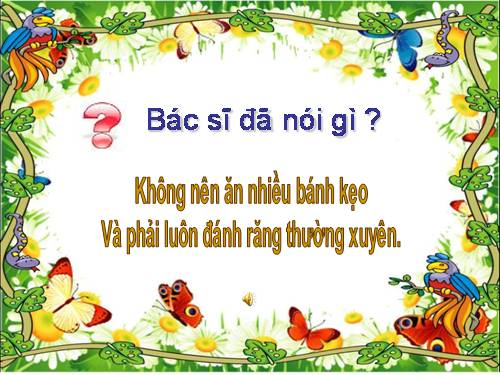 Bác sĩ đã nói gì ?
Không nên ăn nhiều bánh kẹo
Và phải luôn đánh răng thường xuyên.